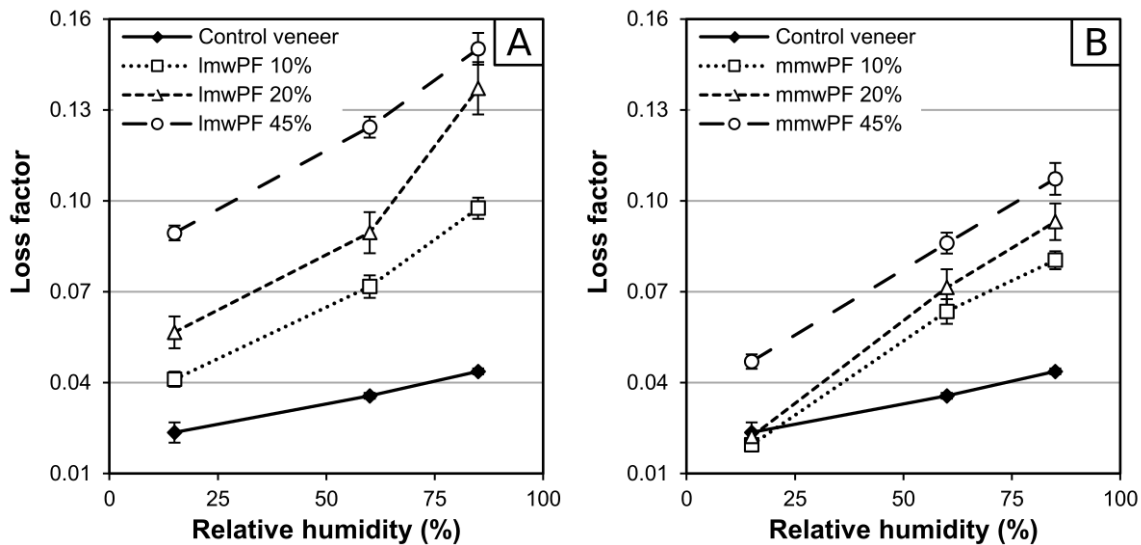 0.16
0.13
0.10
0.07
0.04
0.01
Loss factor
Control veneer
lmwPF 10%
lmwPF 20%
lmwPF 45%
A
0
25
50
75
100
Relative humidity (%)
0.16
0.13
0.10
0.07
0.04
0.01
Loss factor
Control veneer
mmwPF 10%
mmwPF 20%
mmwPF 45%
B
0
25
50
75
100
Relative humidity (%)